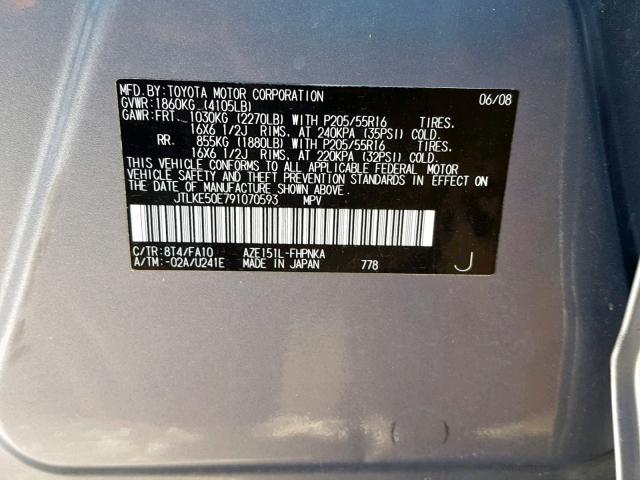 MFD.BY:TOYOTA MOTOR CORPORATION 06/08
GVWR:1860KG (4105LB)
GAWR:FRT. 1030KG (2270LB) WITH P205/55R16 TIRES,
16X6 1/2J RIMS, AT 240KPA (35PSI) COLD.
RR. 855KG (1880LB) WITH P205/55R16 TIRES,
16X6 1/2J RIMS, AT 220KPA (32PSI) COLD.
THIS VEHICLE CONFORMS TO ALL APPLICABLE FEDERAL MOTOR
VEHICLE SAFETY AND THEFT PREVENTION STANDARDS IN EFFECT ON
THE DATE OF MANUFACTURE SHOWN ABOVE.
JTLKE50E791070593 MPV
C/TR:8T4/FA10 AZE151L-FHPNKA
A/TM:-02A/U241E MADE IN JAPAN 778 J